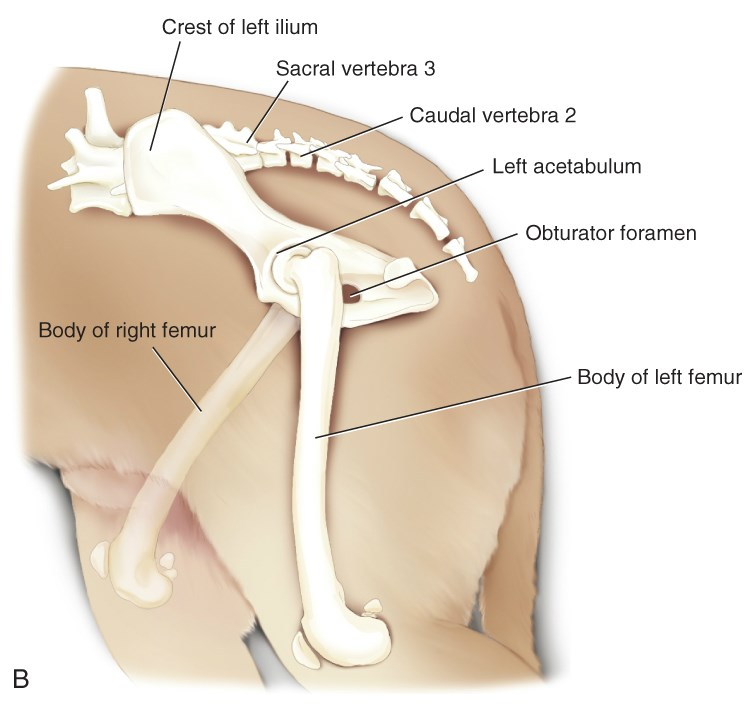 Crest of left ilium
Sacral vertebra 3
Caudal vertebra 2
Left acetabulum
Obturator foramen
Body of right femur
Body of left femur
B